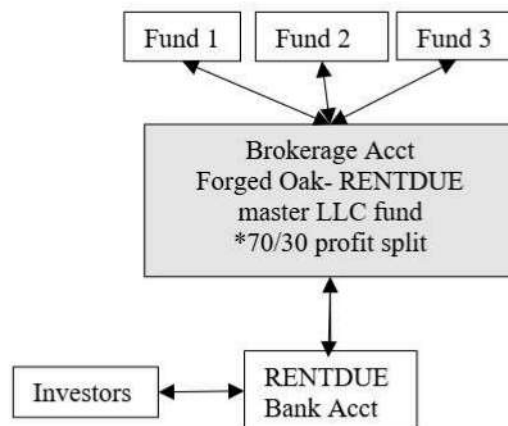 Fund 1
Fund 2
Fund 3
Brokerage Acct
Forged Oak- RENTDUE
master LLC fund
*70/30 profit split
Investors
RENTDUE
Bank Acct